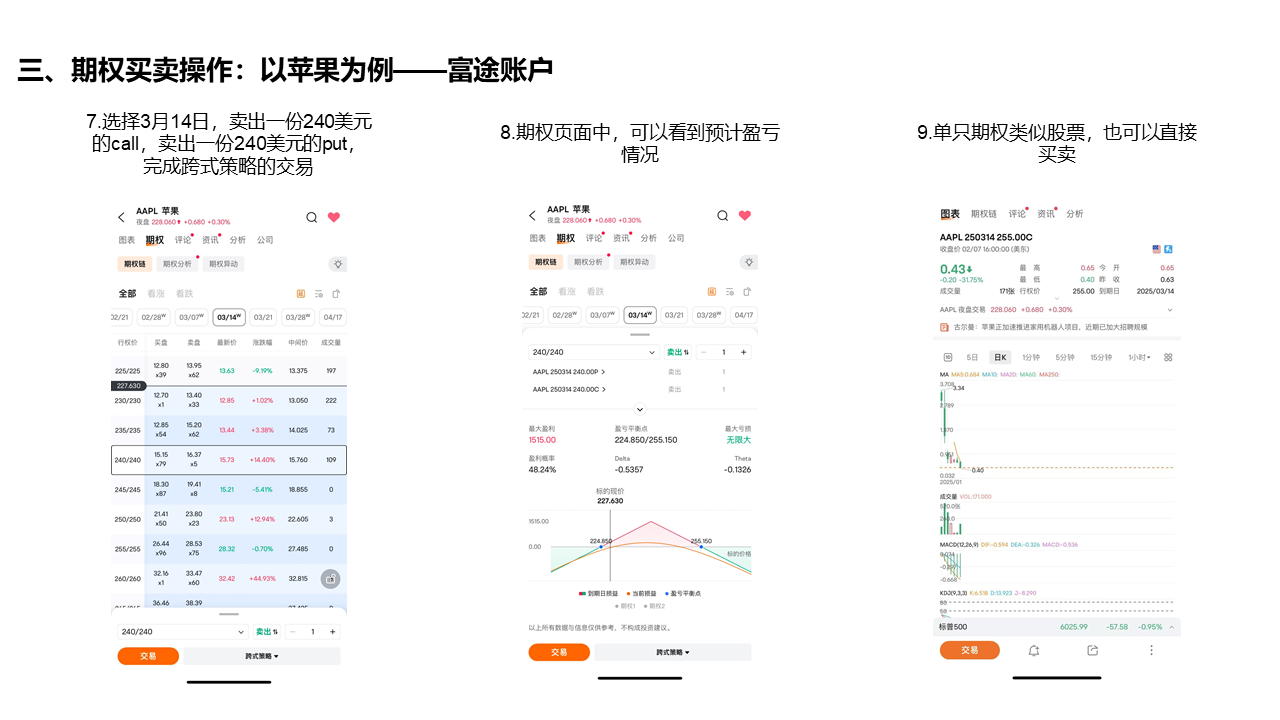 三、期权买卖操作：以苹果为例——富途账户
7.选择3月14日，卖出一份240美元
的call，卖出一份240美元的put，
完成跨式策略的交易
AAPL 苹果
夜盘 228.060 +0.680 +0.30%
图表 期权 评论 资讯 分析 公司
期权链 期权分析 期权异动
全部 看涨 看跌
02/21 02/28W 03/07W 03/14W 03/21 03/28W 04/17
行权价 买盘 卖盘 最新价 涨跌幅 中间价 成交量
225/225 12.80 x39 13.95 x62 13.63 -9.19% 13.375 197
227.630
230/230 12.70 x1 13.40 x33 12.85 +1.02% 13.050 222
235/235 12.85 x54 15.20 x62 13.44 +3.38% 14.025 73
240/240 15.15 x79 16.37 x5 15.73 +14.40% 15.760 109
245/245 18.30 x87 19.41 x8 15.21 -5.41% 18.855 0
250/250 21.41 x50 23.80 x23 23.13 +12.94% 22.605 3
255/255 26.44 x96 28.53 x75 28.32 -0.70% 27.485 0
260/260 32.16 x1 33.47 x60 32.42 +44.93% 32.815
36.46 38.39
240/240 卖出 1 +
交易 跨式策略
8.期权页面中，可以看到预计盈亏
情况
AAPL 苹果
夜盘 228.060 +0.680 +0.30%
图表 期权 评论 资讯 分析 公司
期权链 期权分析 期权异动
全部 看涨 看跌
02/21 02/28W 03/07W 03/14W 03/21 03/28W 04/17
240/240 卖出 − 1 +
AAPL 250314 240.00P > 卖出 1
AAPL 250314 240.00C > 卖出 1
最大盈利 盈亏平衡点 最大亏损
1515.00 224.850/255.150 无限大
盈利概率 Delta Theta
48.24% -0.5357 -0.1326
标的现价
227.630
1515.00
224.850 255.150
0.00
标的价格
到期日损益 当前损益 盈亏平衡点
期权1 期权2
以上所有数据与信息仅供参考，不构成投资建议。
交易 跨式策略
9.单只期权类似股票，也可以直接
买卖
图表 期权链 评论 资讯 分析
AAPL 250314 255.00C
收盘价 02/07 16:00:00 (美东)
0.43 最 高 0.65 今 开 0.65
-0.20 -31.75% 最 低 0.40 昨 收 0.63
成交量 171张 行权价 255.00 到期日 2025/03/14
AAPL 夜盘交易 228.060 +0.680 +0.30%
古尔曼：苹果正加速推进家用机器人项目，近期已加大招聘规模
5日 日K 1分钟 5分钟 15分钟 1小时
MA MA5:0.684 MA10: MA20: MA60: MA250:
3.708
3.34
2.789
1.870
0.951
0.40
0.032
2025/01
成交量 VOL:171.000
MACD(12,26,9) DIF:-0.594 DEA:-0.326 MACD:-0.536
-0.668
KDJ(9,3,3) K:6.518 D:13.923 J:-8.290
标普500 6025.99 -57.58 -0.95%
交易